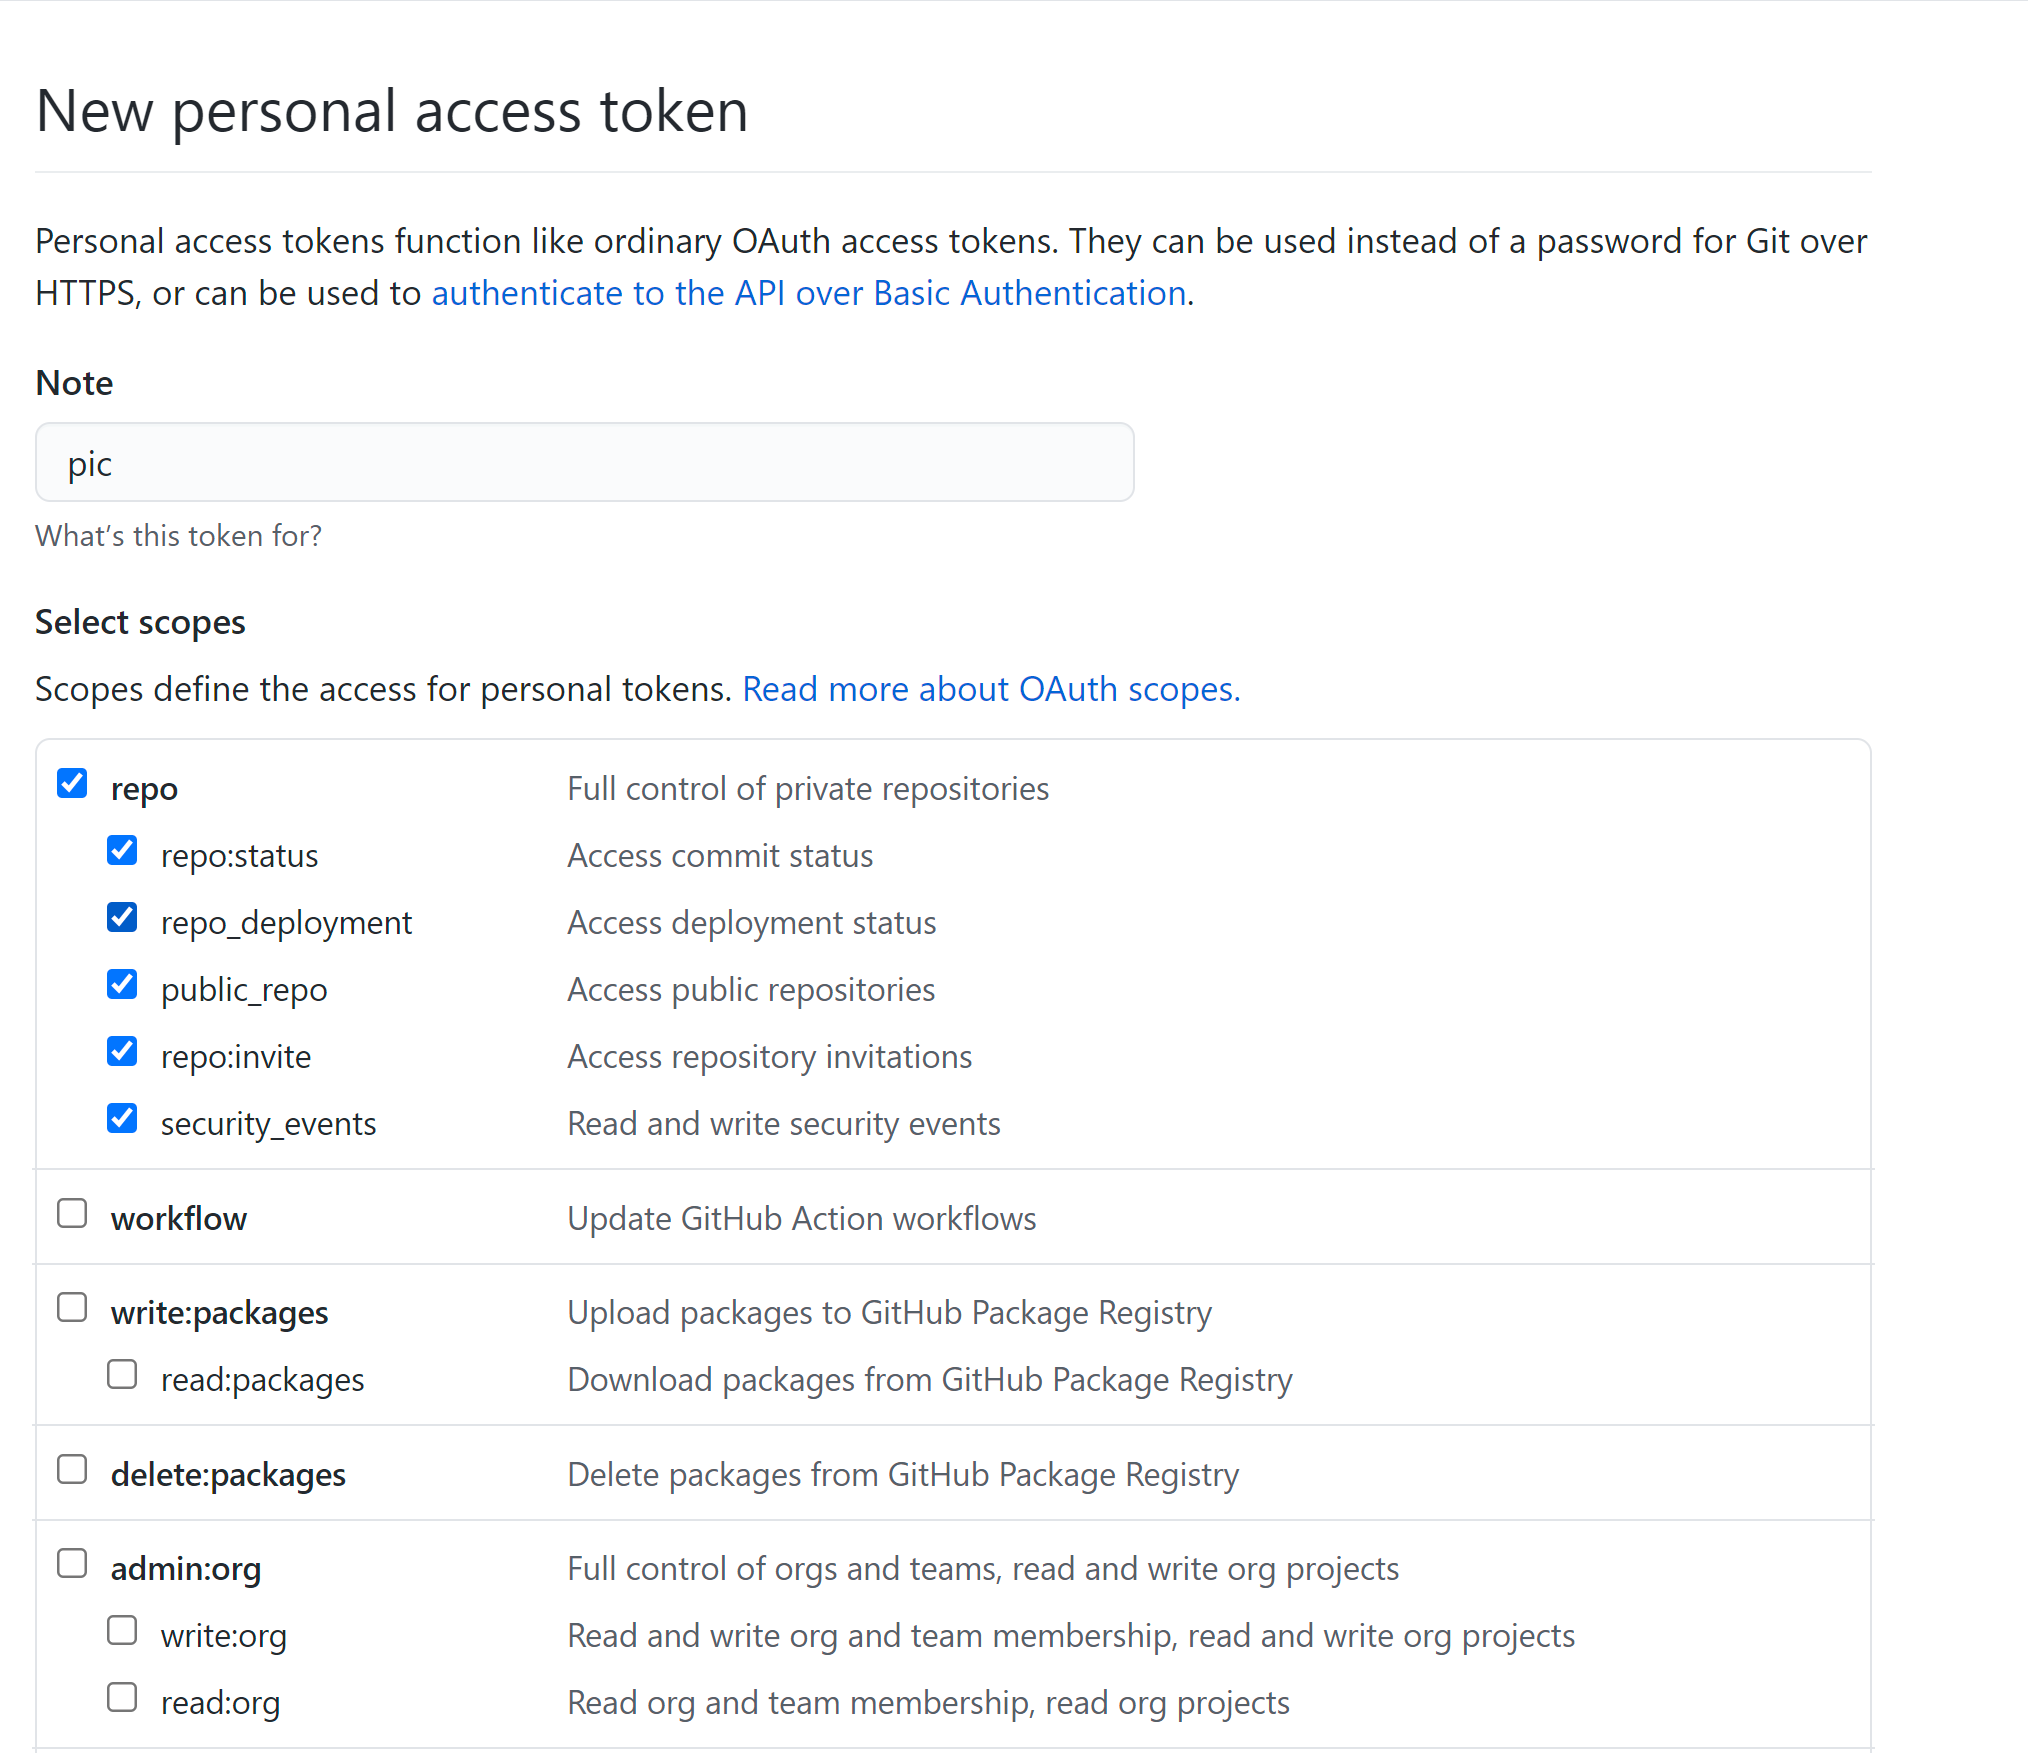 New personal access token
Personal access tokens function like ordinary OAuth access tokens. They can be used instead of a password for Git over
HTTPS, or can be used to authenticate to the API over Basic Authentication.
Note
pic
What’s this token for?
Select scopes
Scopes define the access for personal tokens. Read more about OAuth scopes.
repo Full control of private repositories
repo:status Access commit status
repo_deployment Access deployment status
public_repo Access public repositories
repo:invite Access repository invitations
security_events Read and write security events
workflow Update GitHub Action workflows
write:packages Upload packages to GitHub Package Registry
read:packages Download packages from GitHub Package Registry
delete:packages Delete packages from GitHub Package Registry
admin:org Full control of orgs and teams, read and write org projects
write:org Read and write org and team membership, read and write org projects
read:org Read org and team membership, read org projects